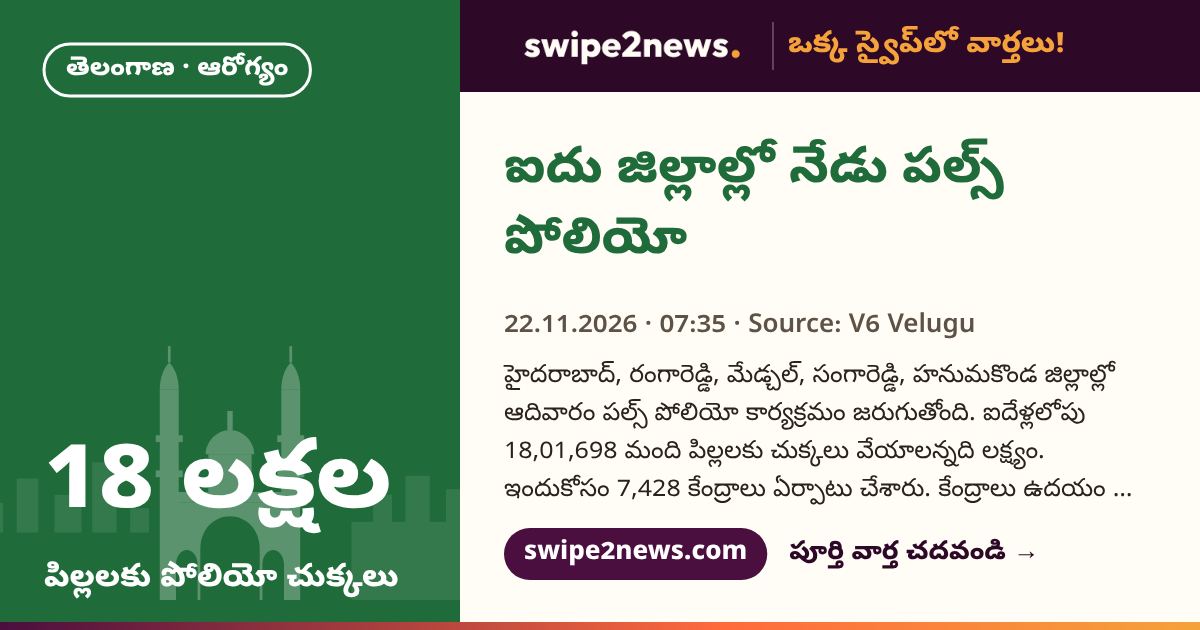 తెలంగాణ · ఆరోగ్యం
18 లక్షల
పిల్లలకు పోలియో చుక్కలు
swipe2news. ఒక్క స్వైప్‌లో వార్తలు!
ఐదు జిల్లాల్లో నేడు పల్స్
పోలియో
22.11.2026 · 07:35 · Source: V6 Velugu
హైదరాబాద్, రంగారెడ్డి, మేడ్చల్, సంగారెడ్డి, హనుమకొండ జిల్లాల్లో
ఆదివారం పల్స్ పోలియో కార్యక్రమం జరుగుతోంది. ఐదేళ్లలోపు
18,01,698 మంది పిల్లలకు చుక్కలు వేయాలన్నది లక్ష్యం.
ఇందుకోసం 7,428 కేంద్రాలు ఏర్పాటు చేశారు. కేంద్రాలు ఉదయం ...
swipe2news.com పూర్తి వార్త చదవండి →